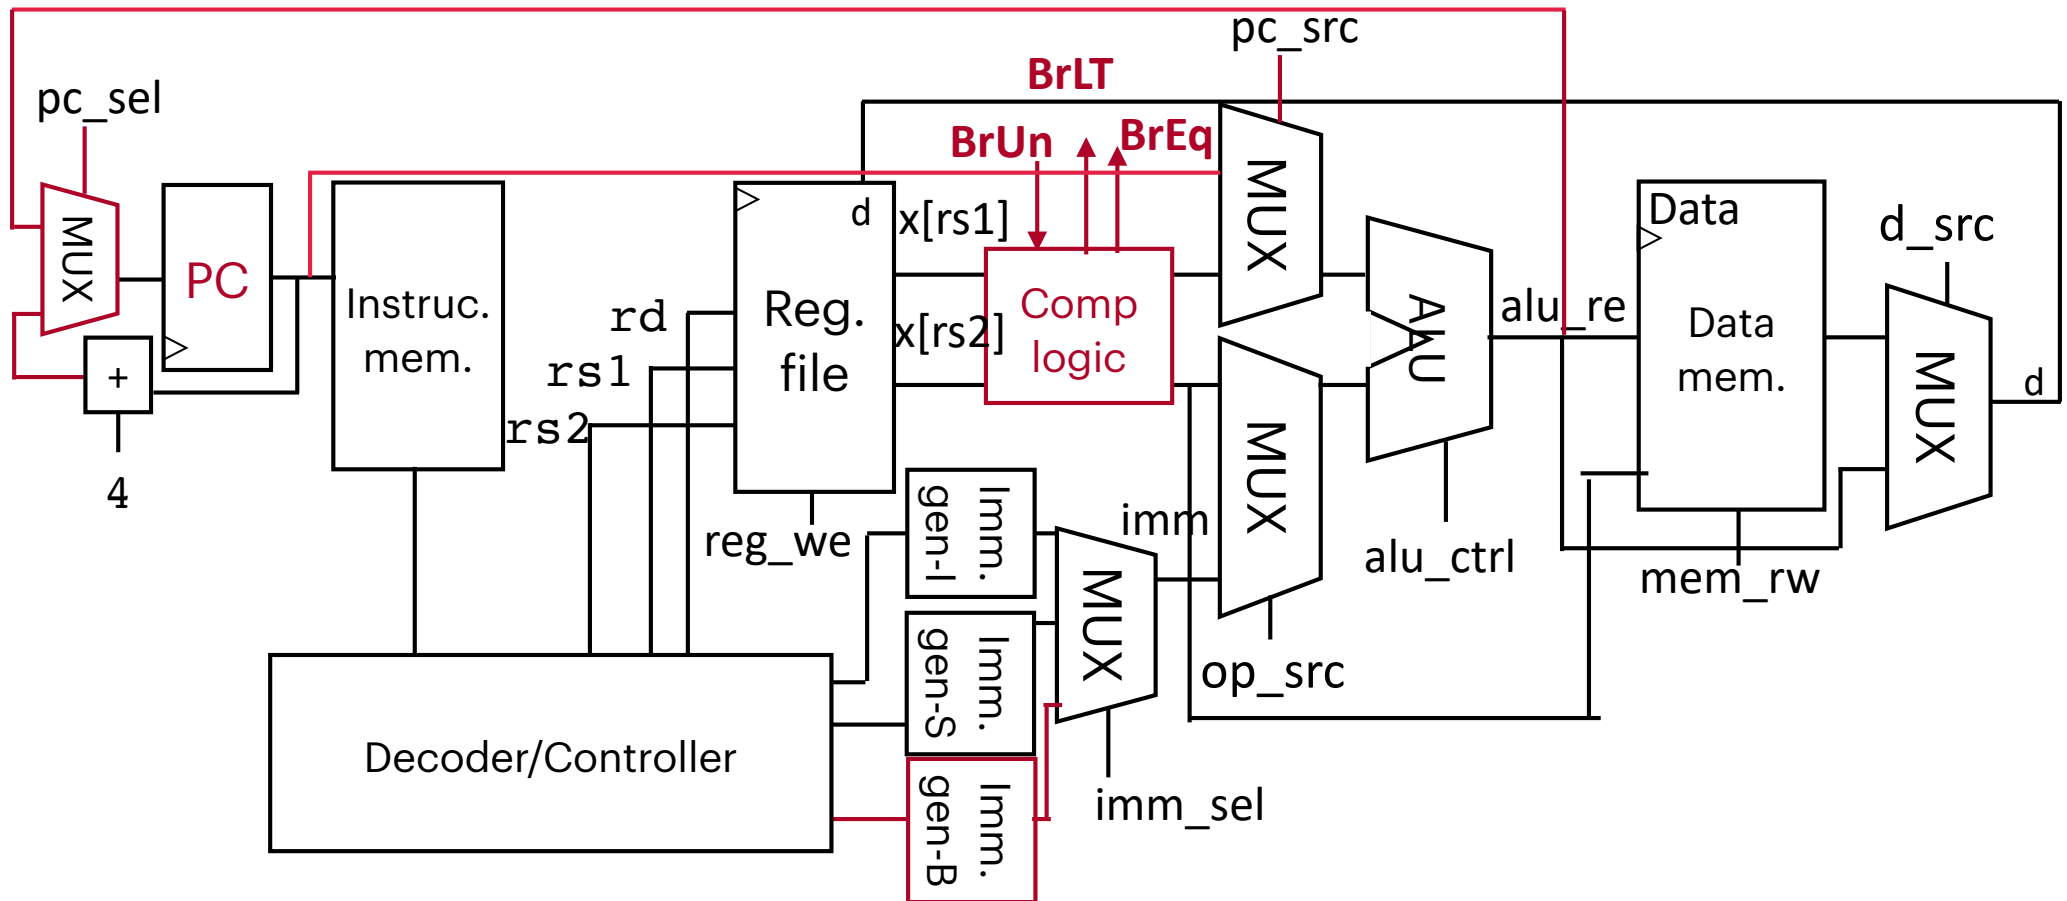 pc_src
BrLT
pc_sel
BrUn
BrEq
MUX
PC
+
4
Instruc.
mem.
rd
rs1
rs2
d
x[rs1]
Reg.
file
x[rs2]
reg_we
Comp
logic
MUX
MUX
ALU
alu_re
alu_ctrl
Data
Data
mem.
mem_rw
d_src
MUX
d
Imm.
gen-I
Imm.
gen-S
Imm.
gen-B
MUX
imm
imm_sel
op_src
Decoder/Controller